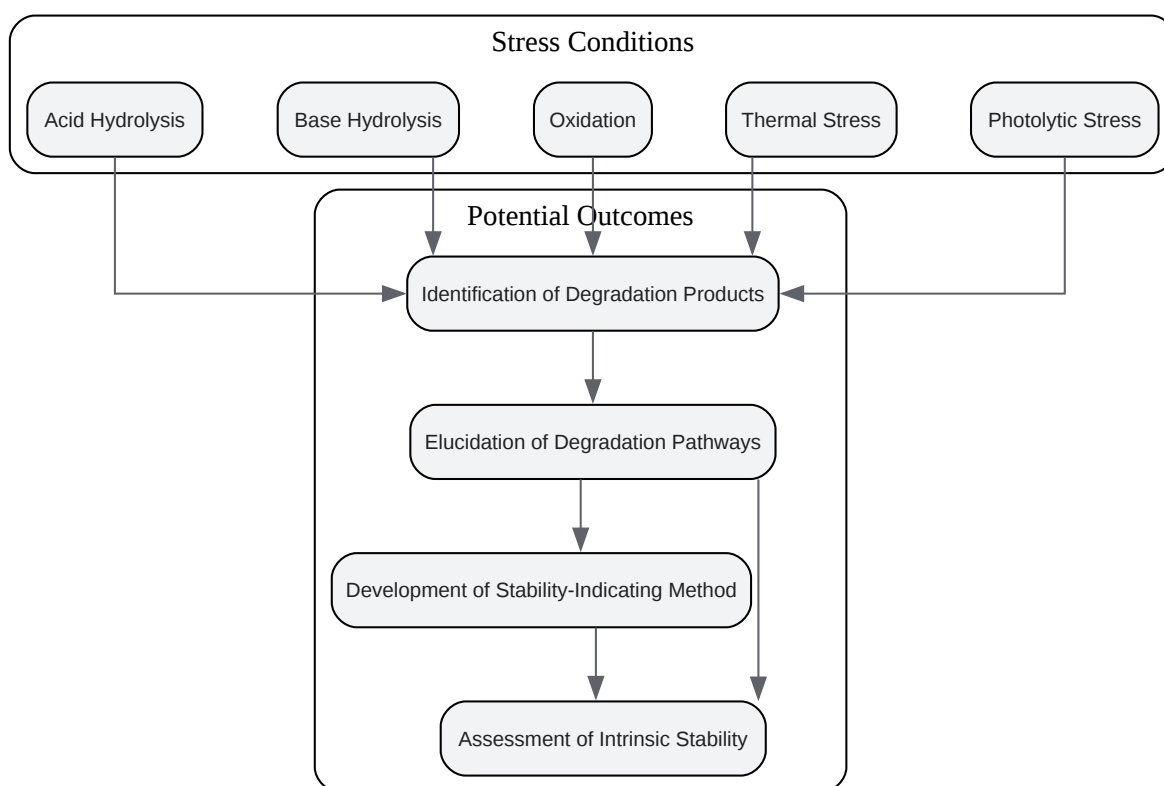 Stress Conditions
Acid Hydrolysis
Base Hydrolysis
Oxidation
Thermal Stress
Photolytic Stress
Potential Outcomes
Identification of Degradation Products
Elucidation of Degradation Pathways
Development of Stability-Indicating Method
Assessment of Intrinsic Stability